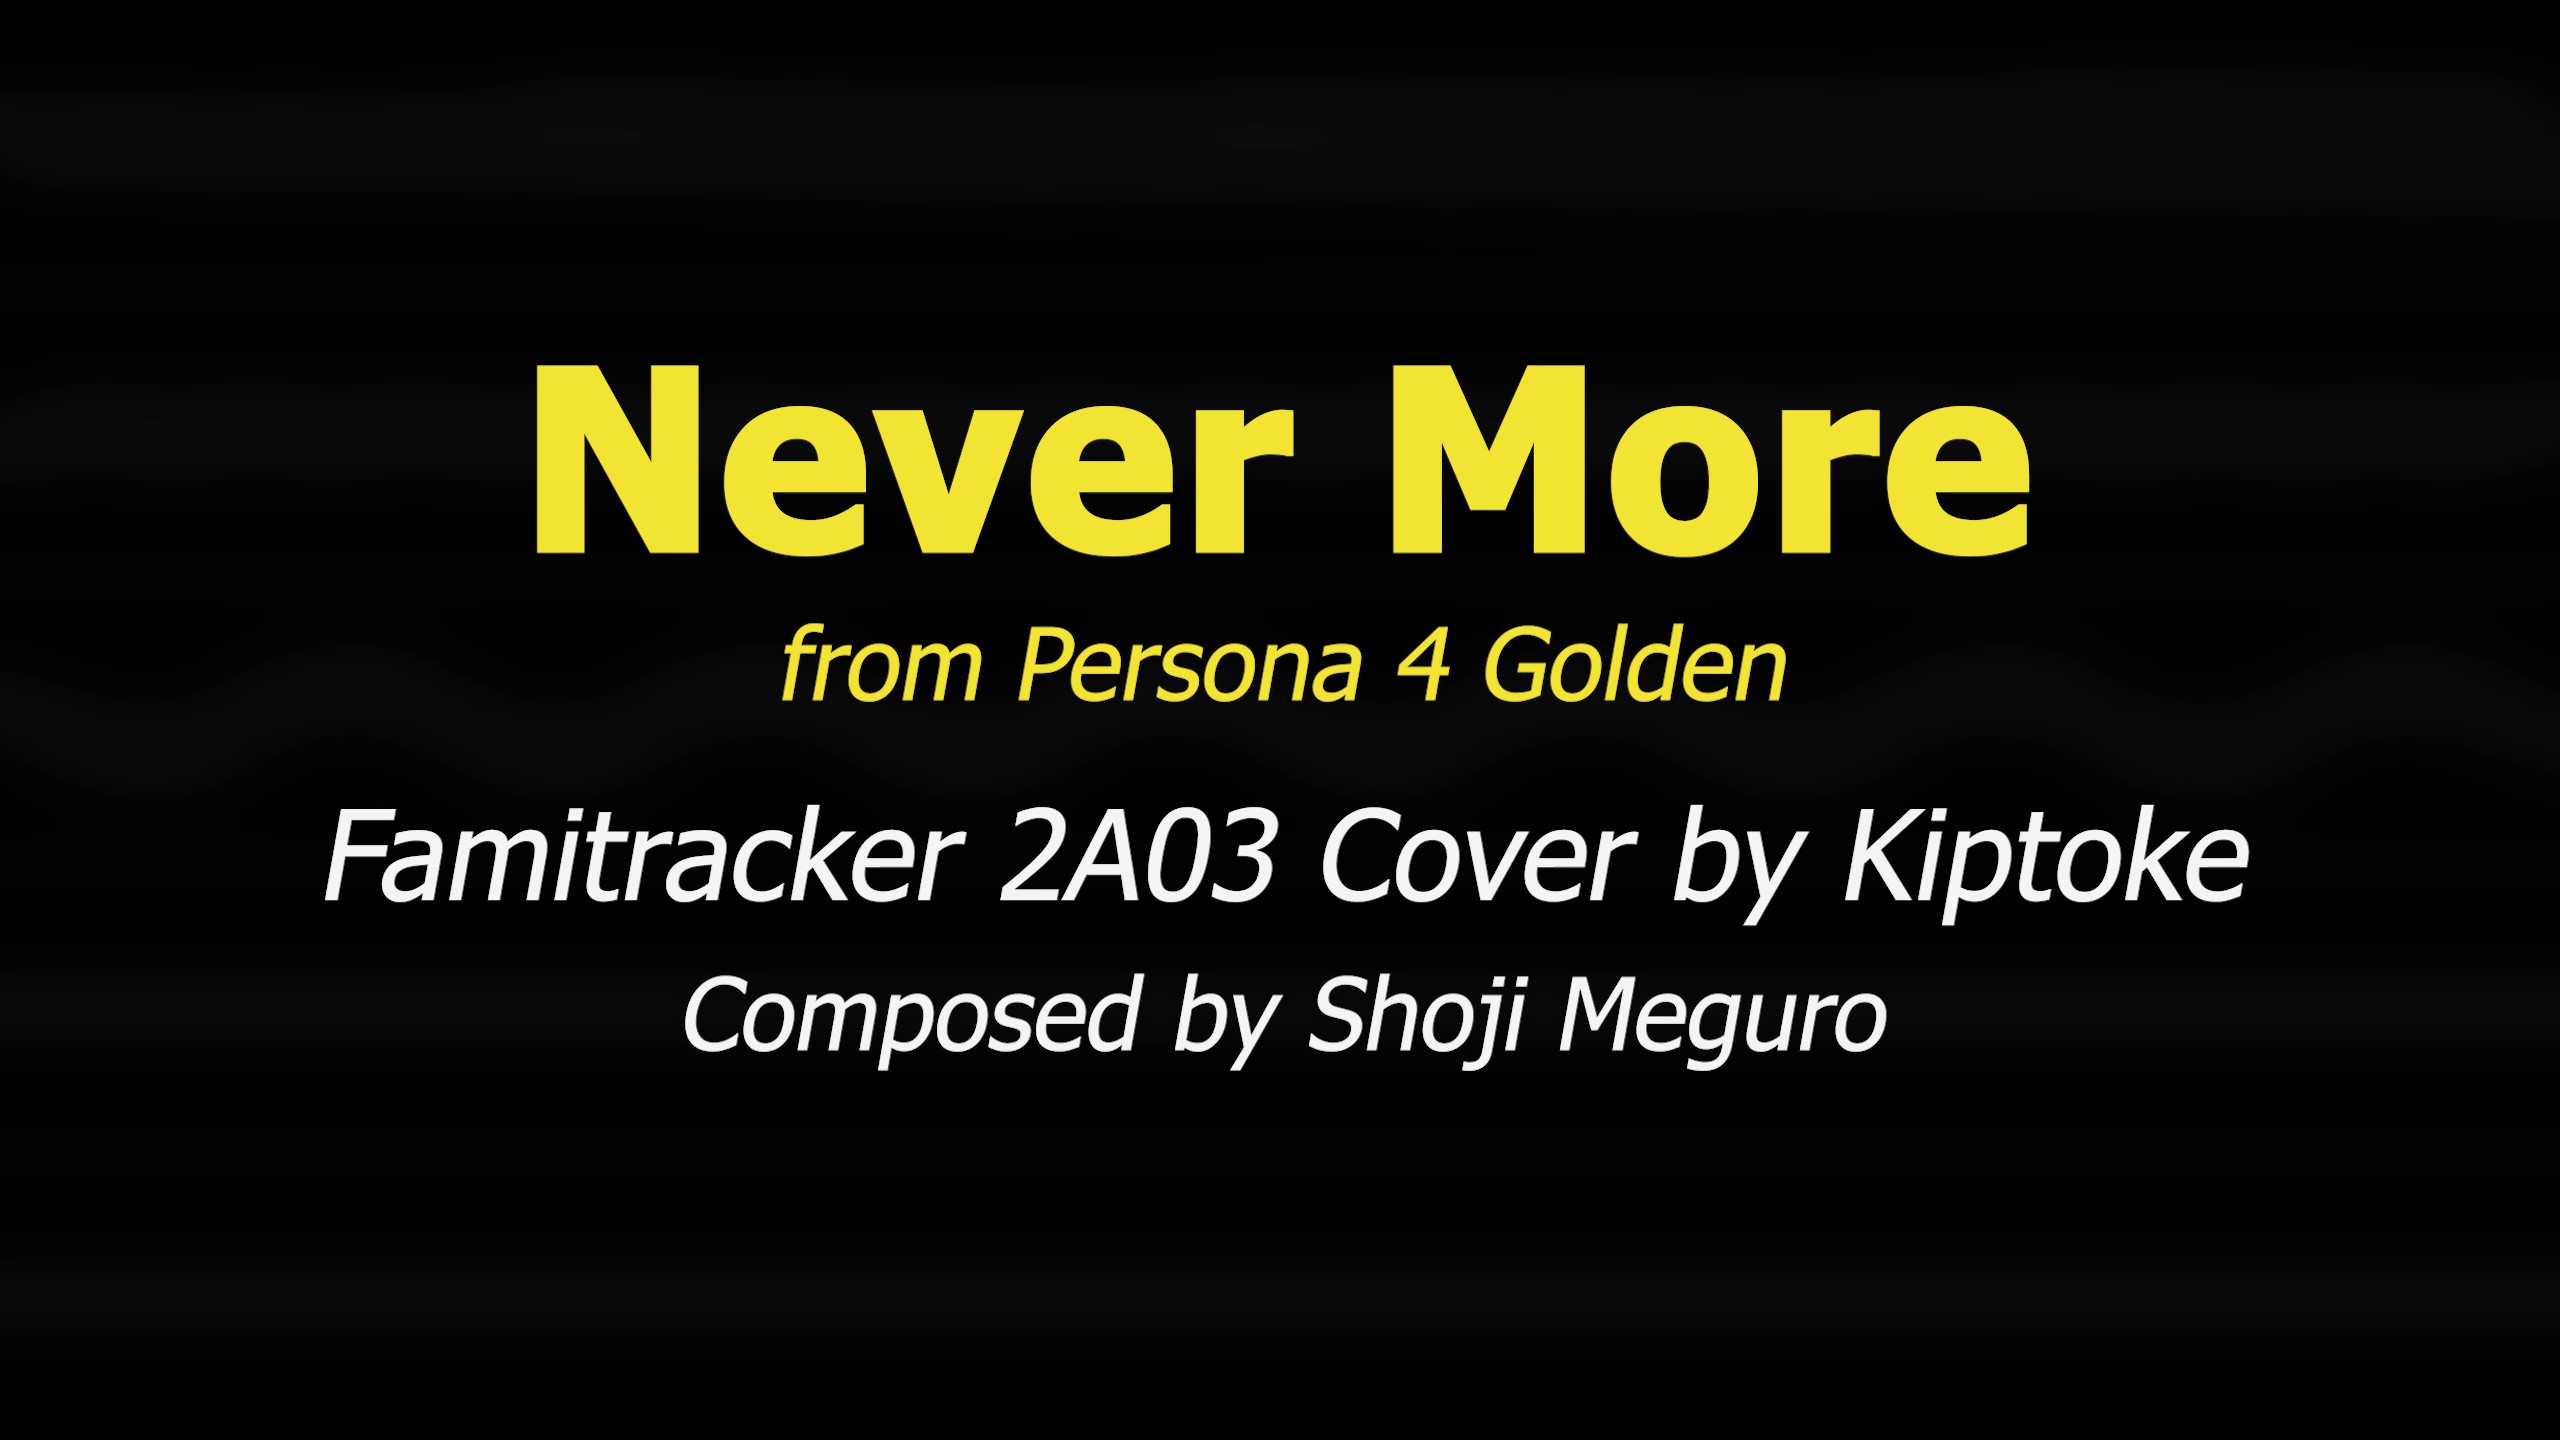 Never More
from Persona 4 Golden
Famitracker 2A03 Cover by Kiptoke
Composed by Shoji Meguro